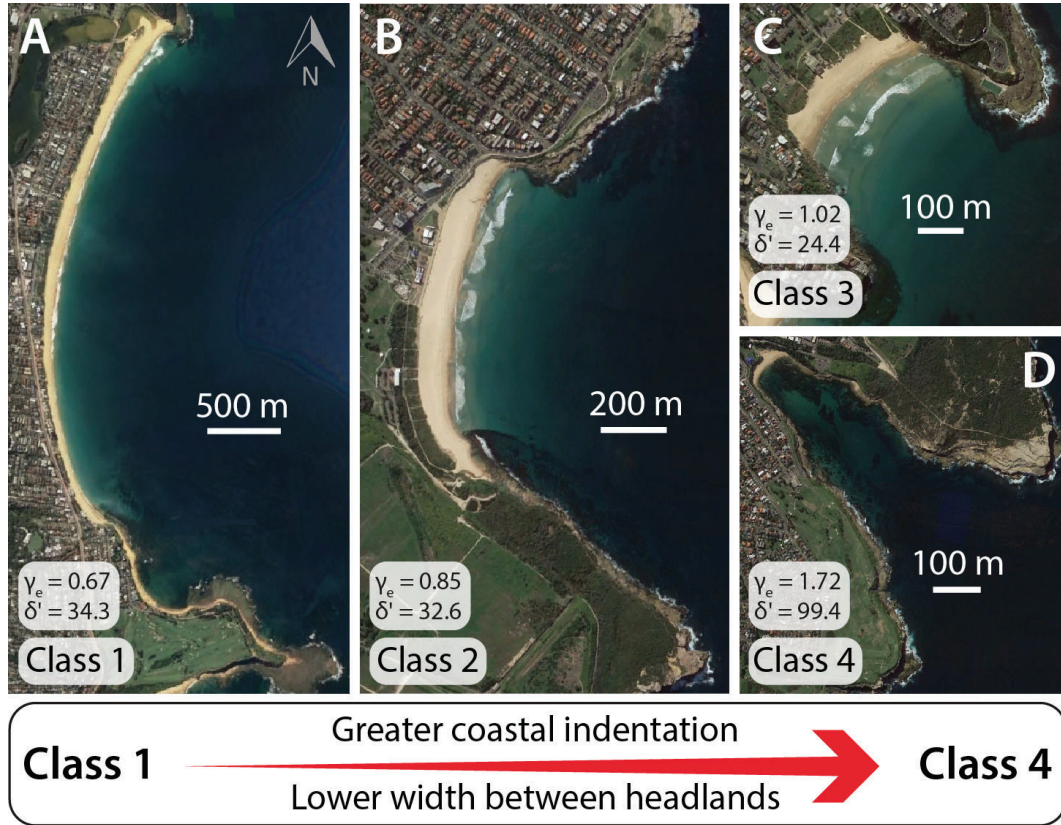 A
N
500 m
γe = 0.67
δ' = 34.3
Class 1
B
200 m
γe = 0.85
δ' = 32.6
Class 2
C
100 m
γe = 1.02
δ' = 24.4
Class 3
D
100 m
γe = 1.72
δ' = 99.4
Class 4
Greater coastal indentation
Class 1
Class 4
Lower width between headlands